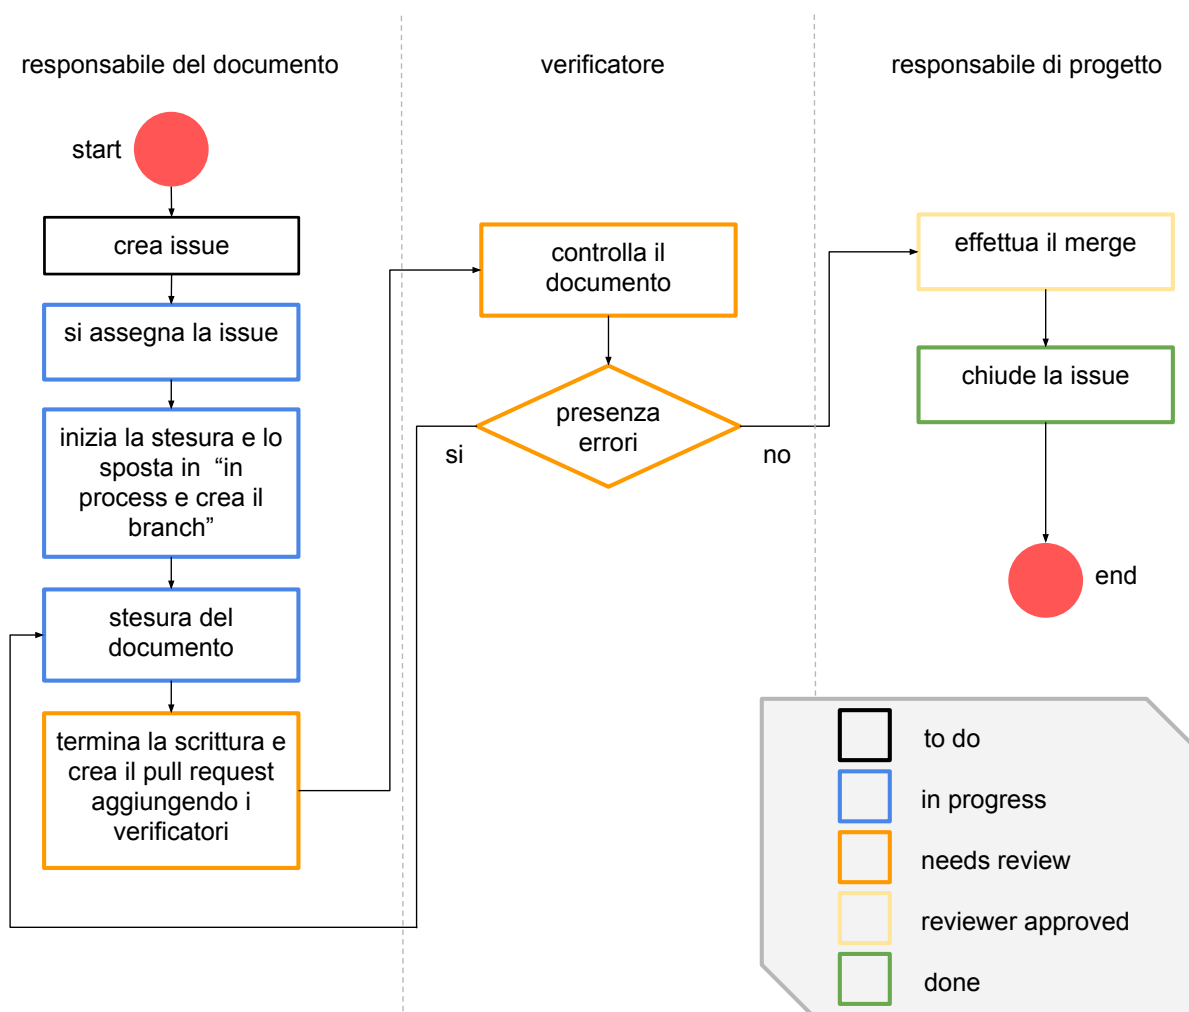 responsabile del documento
verificatore
responsabile di progetto
start
crea issue
si assegna la issue
inizia la stesura e lo
sposta in “in
process e crea il
branch”
stesura del
documento
termina la scrittura e
crea il pull request
aggiungendo i
verificatori
controlla il
documento
presenza
errori
si
no
effettua il merge
chiude la issue
end
to do
in progress
needs review
reviewer approved
done